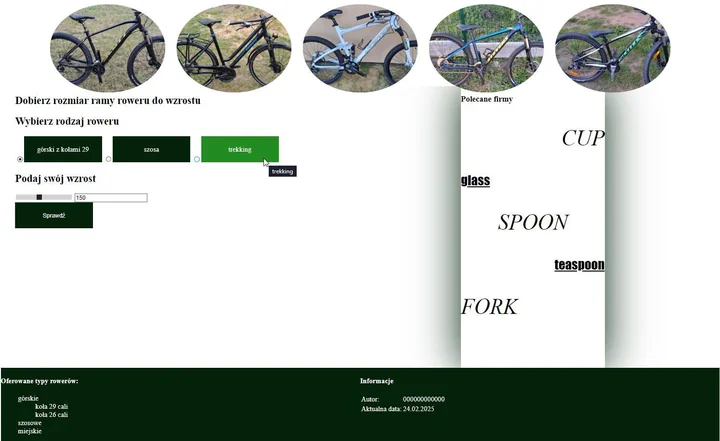 Dobierz rozmiar ramy roweru do wzrostu
Wybierz rodzaj roweru
górski z kołami 29
szosa
trekking
trekking
Podaj swój wzrost
150
Sprawdź
Polecane firmy
CUP
glass
SPOON
teaspoon
FORK
Oferowane typy rowerów:
górskie
koła 29 cali
koła 26 cali
szosowe
miejskie
Informacje
Autor: 000000000000
Aktualna data: 24.02.2025